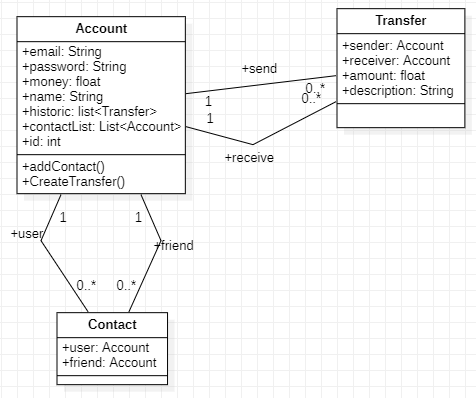 Account
+email: String
+password: String
+money: float
+name: String
+historic: list<Transfer>
+contactList: List<Account>
+id: int
+addContact()
+CreateTransfer()
Transfer
+sender: Account
+receiver: Account
+amount: float
+description: String
+send
1
0..*
1
0..*
+receive
1
1
+user
+friend
0..*
0..*
Contact
+user: Account
+friend: Account